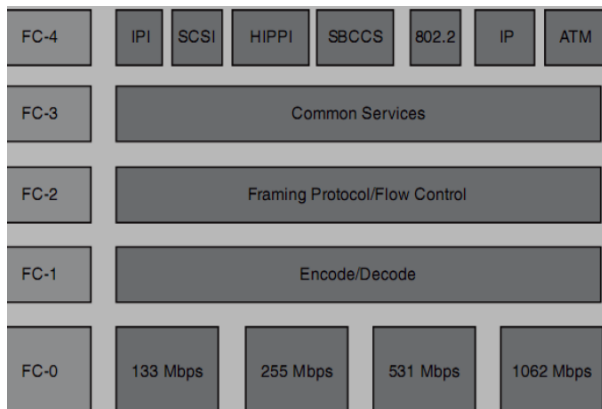 FC-4 IPI SCSI HIPPI SBCCS 802.2 IP ATM
FC-3 Common Services
FC-2 Framing Protocol/Flow Control
FC-1 Encode/Decode
FC-0 133 Mbps 255 Mbps 531 Mbps 1062 Mbps